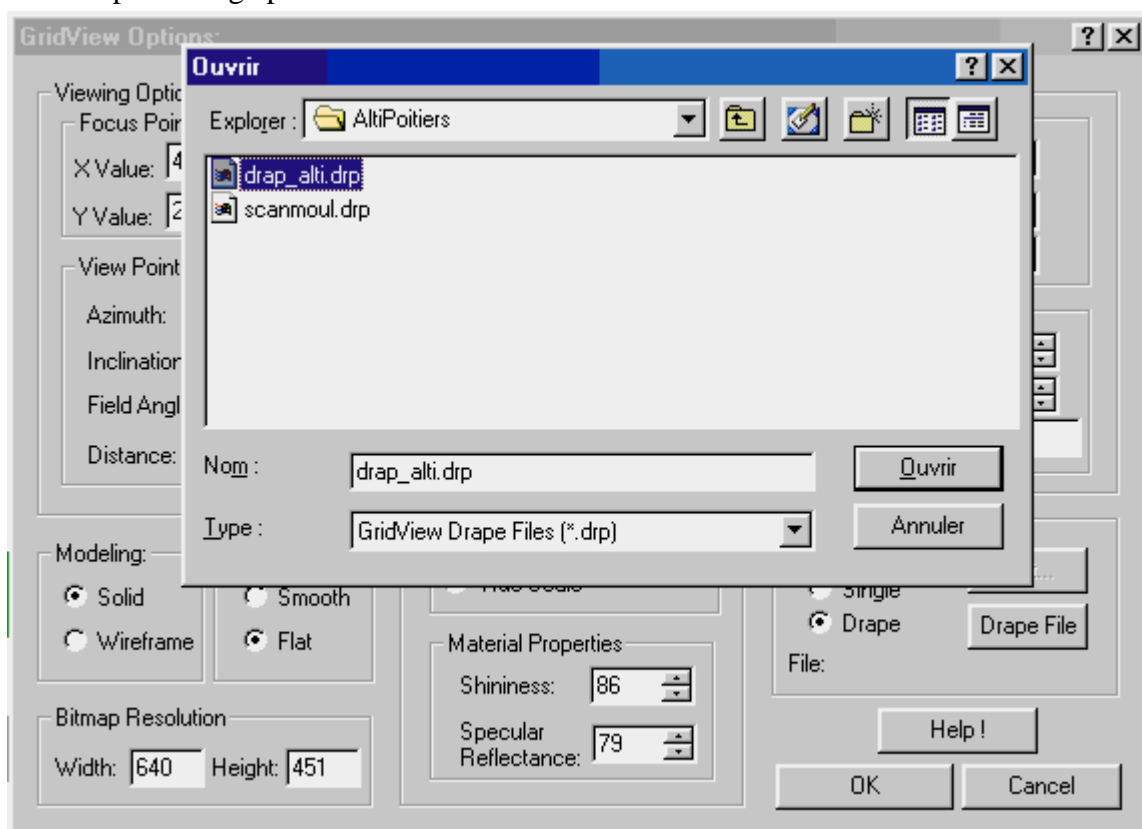 GridView Options:
Ouvrir
Viewing Optic
Focus Poir
Explorer : AltiPoitiers
X Value: 4
drap_alti.drp
Y Value: 2
scanmoul.drp
View Point
Azimuth:
Inclination
Field Angl
Distance:
Nom : drap_alti.drp Ouvrir
Type : GridView Drape Files (*.drp) Annuler
Modeling:
Solid Smooth Single
Wireframe Flat Material Properties Drape Drape File
File:
Shininess: 86
Bitmap Resolution
Specular
Reflectance: 79
Help !
Width: 640 Height: 451
OK Cancel